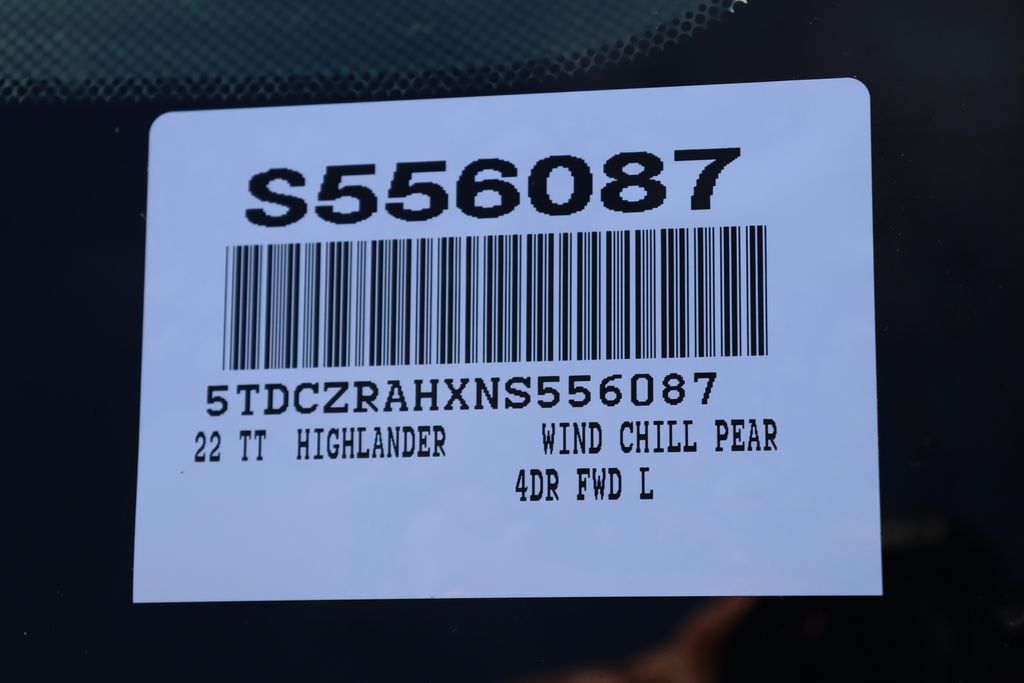 S556087
5TDCZRAHXNS556087
22 TT HIGHLANDER WIND CHILL PEAR
4DR FWD L